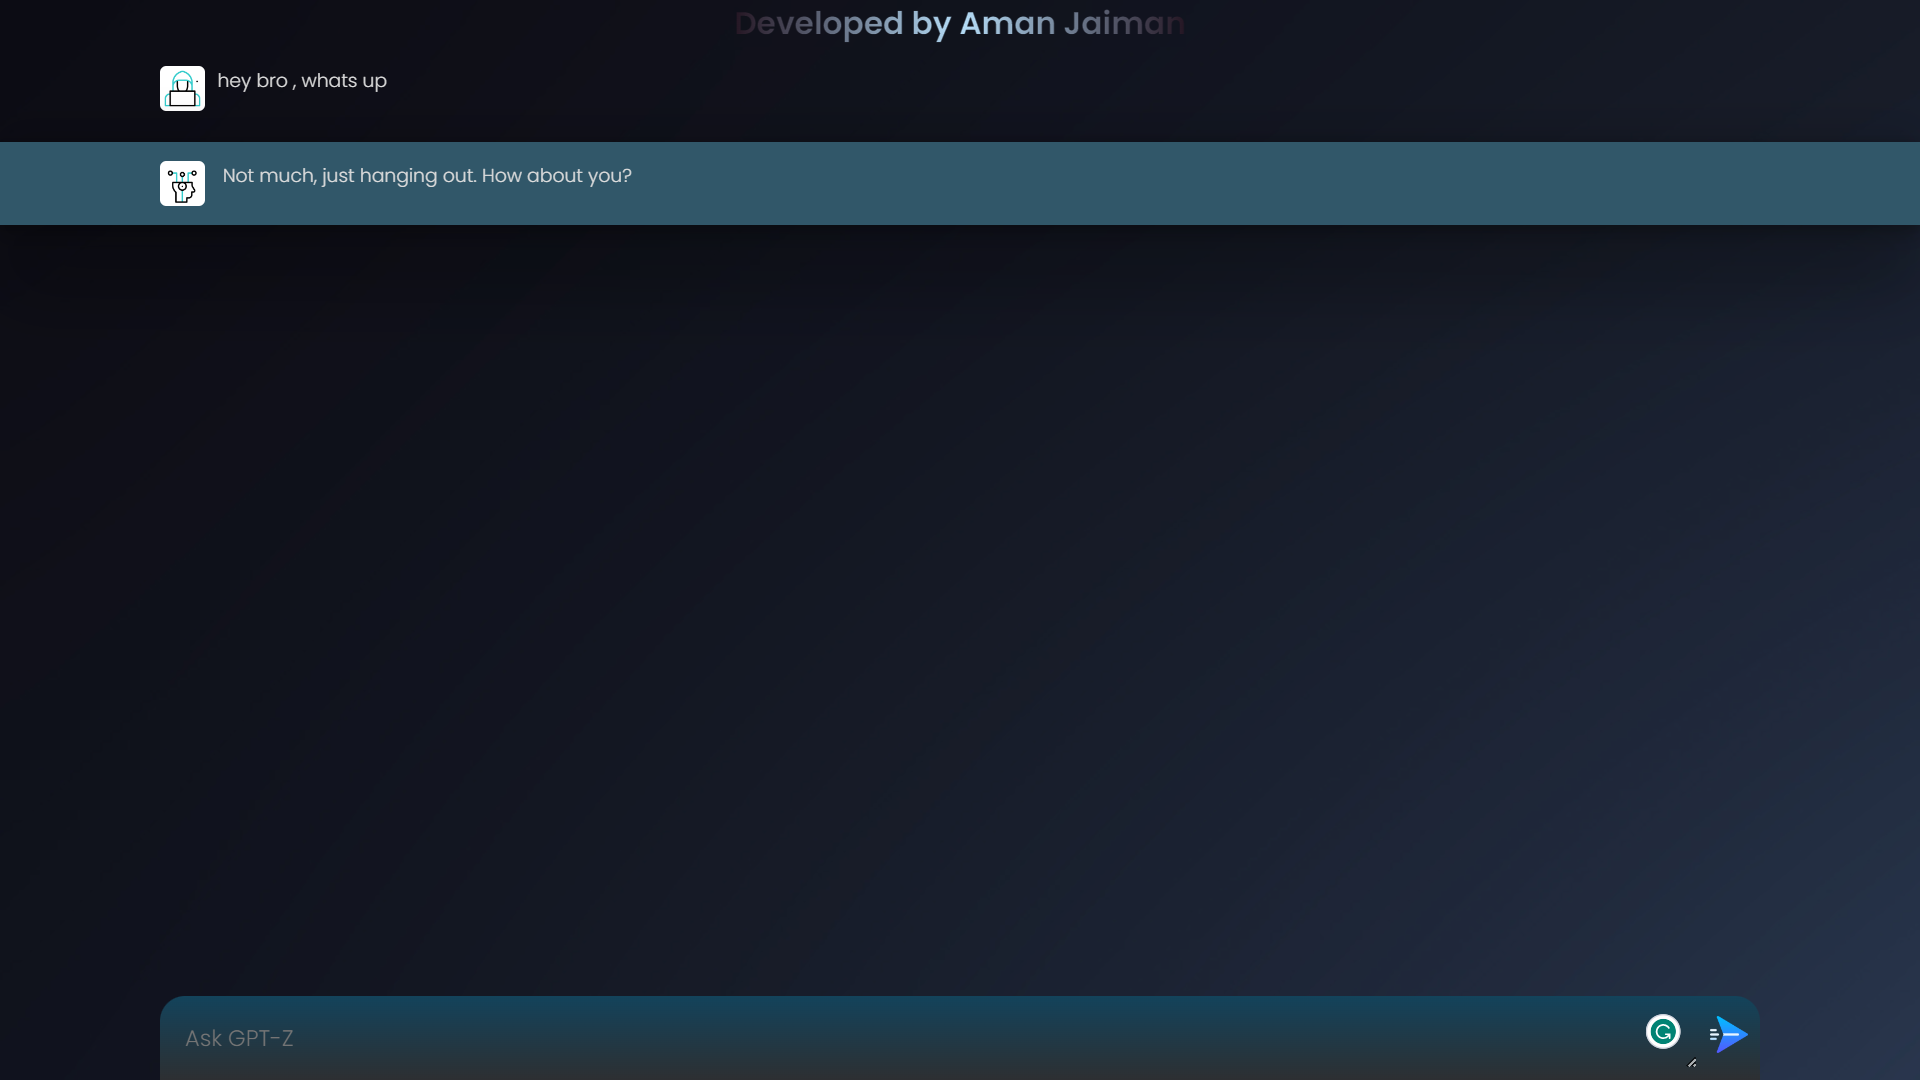 Developed by Aman Jaiman
hey bro , whats up
Not much, just hanging out. How about you?
Ask GPT-Z